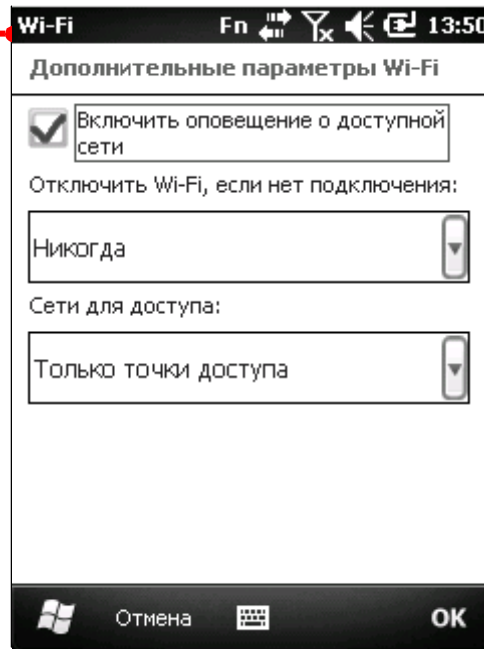 Wi-Fi Fn 13:50
Дополнительные параметры Wi-Fi
Включить оповещение о доступной
сети
Отключить Wi-Fi, если нет подключения:
Никогда
Сети для доступа:
Только точки доступа
Отмена OK